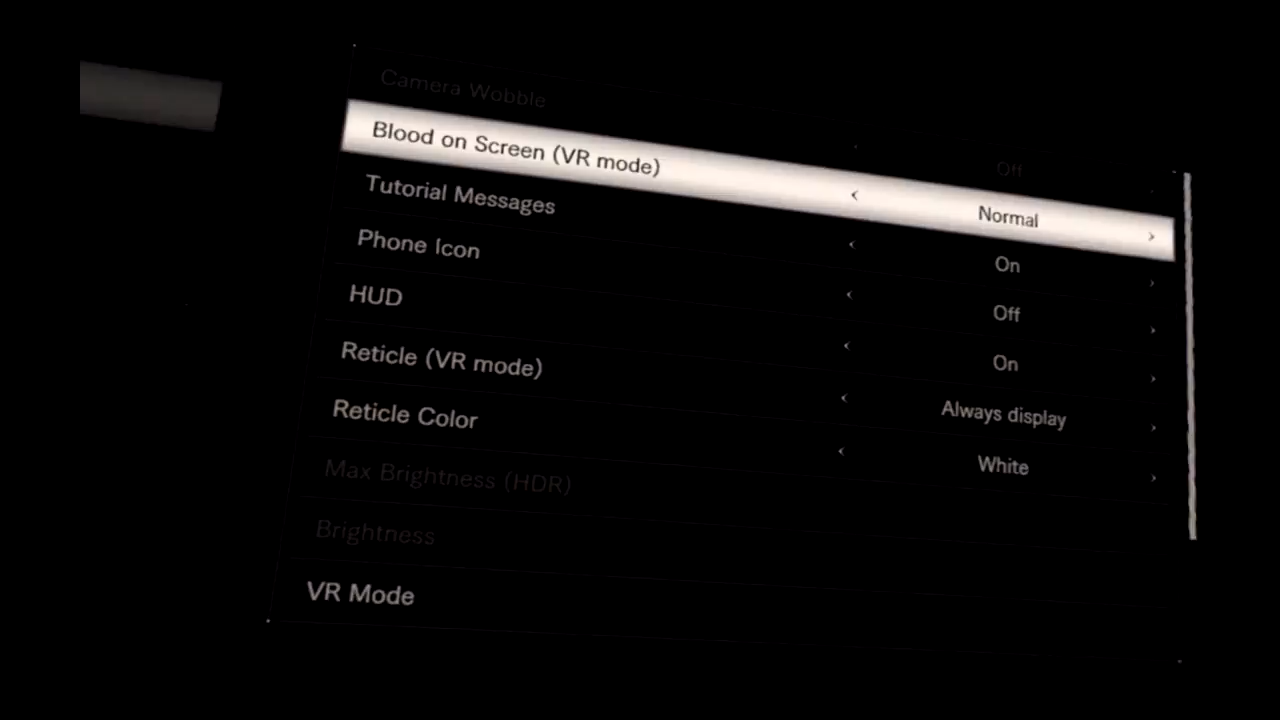 Camera Wobble Off
Blood on Screen (VR mode) ‹ Normal ›
Tutorial Messages ‹ On ›
Phone Icon ‹ Off ›
HUD ‹ On ›
Reticle (VR mode) ‹ Always display ›
Reticle Color ‹ White ›
Max Brightness (HDR)
Brightness
VR Mode